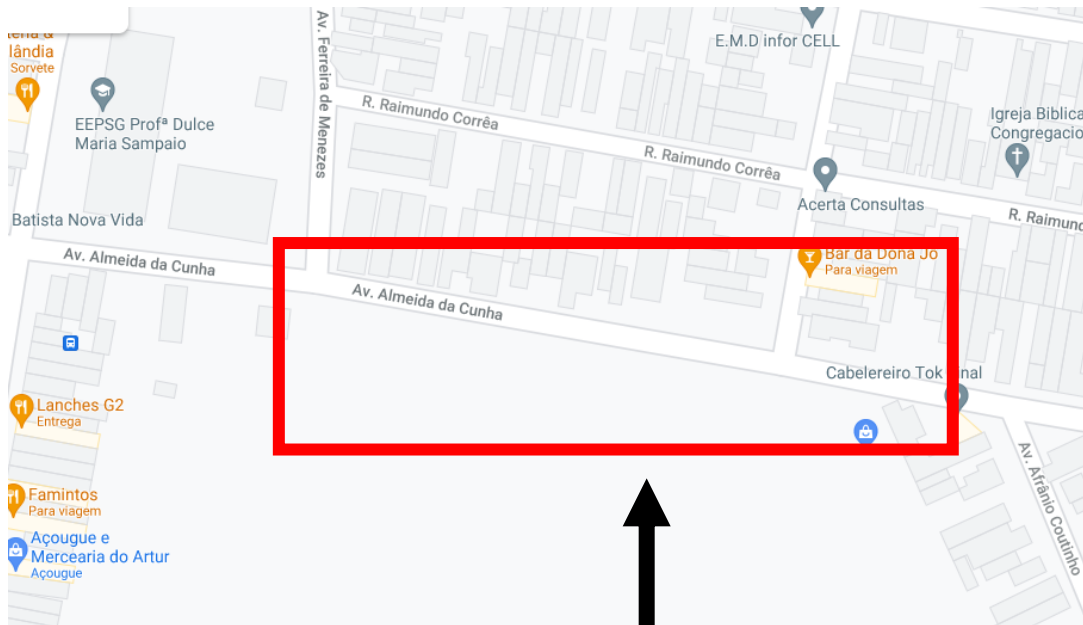 lândia
Sorvete
E.M.D infor CELL
Av. Ferreira de Menezes
R. Raimundo Corrêa
EEPSG Profª Dulce
Maria Sampaio
Igreja Biblica
Congregacio
R. Raimundo Corrêa
Acerta Consultas
Batista Nova Vida
R. Raimund
Av. Almeida da Cunha
Bar da Dona Jo
Para viagem
Av. Almeida da Cunha
Cabelereiro Tok
nal
Lanches G2
Entrega
Av. Afrânio Coutinho
Famintos
Para viagem
Açougue e
Mercearia do Artur
Açougue